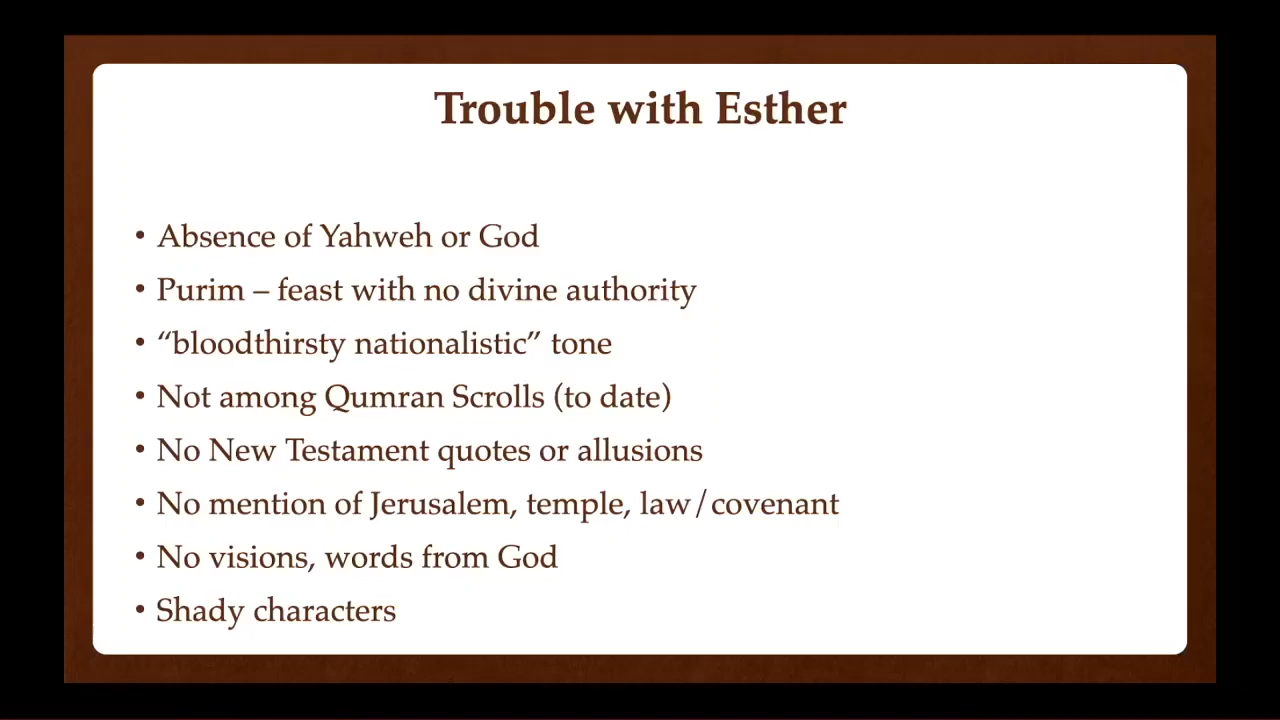 Trouble with Esther
• Absence of Yahweh or God
• Purim – feast with no divine authority
• “bloodthirsty nationalistic” tone
• Not among Qumran Scrolls (to date)
• No New Testament quotes or allusions
• No mention of Jerusalem, temple, law/covenant
• No visions, words from God
• Shady characters